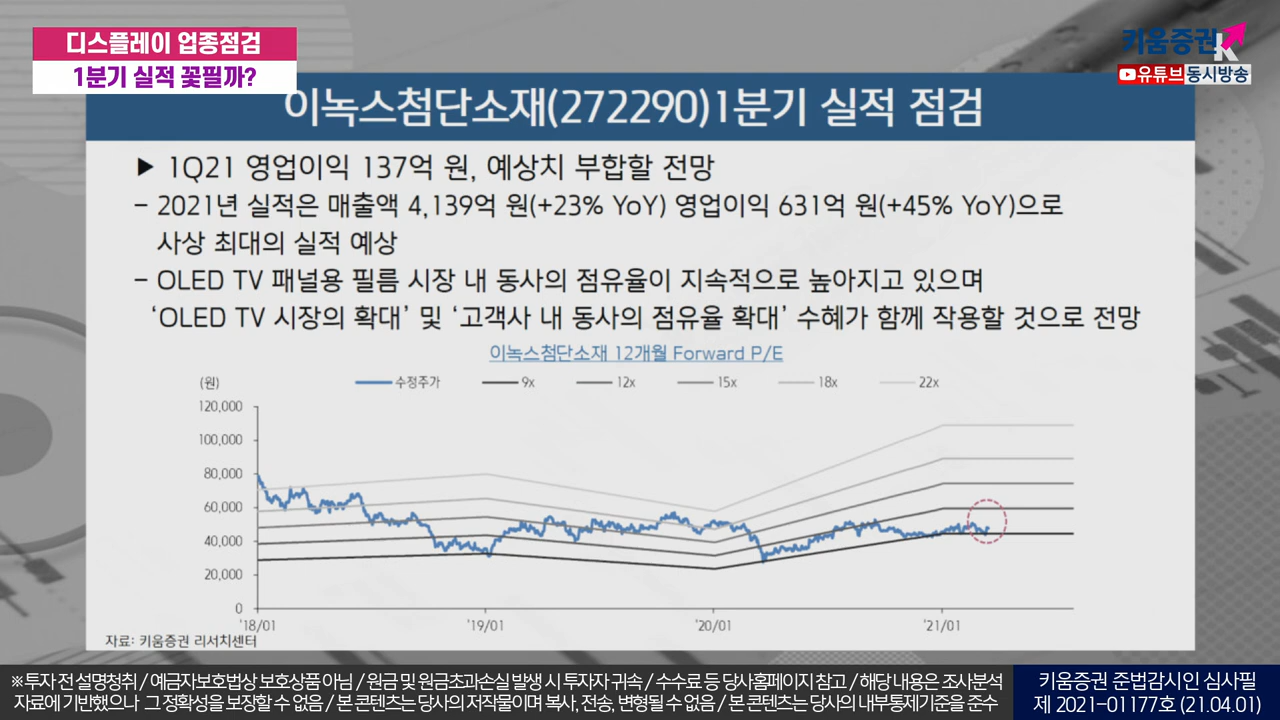 디스플레이 업종점검
1분기 실적 꽃필까?
키움증권
유튜브 동시방송
이녹스첨단소재(272290)1분기 실적 점검
▶ 1Q21 영업이익 137억 원, 예상치 부합할 전망
- 2021년 실적은 매출액 4,139억 원(+23% YoY) 영업이익 631억 원(+45% YoY)으로
사상 최대의 실적 예상
- OLED TV 패널용 필름 시장 내 동사의 점유율이 지속적으로 높아지고 있으며
‘OLED TV 시장의 확대’ 및 ‘고객사 내 동사의 점유율 확대’ 수혜가 함께 작용할 것으로 전망
이녹스첨단소재 12개월 Forward P/E
(원) 수정주가 9x 12x 15x 18x 22x
120,000
100,000
80,000
60,000
40,000
20,000
0
'18/01 '19/01 '20/01 '21/01
자료: 키움증권 리서치센터
※ 투자 전 설명청취 / 예금자보호법상 보호상품 아님 / 원금 및 원금초과손실 발생 시 투자자 귀속 / 수수료 등 당사홈페이지 참고 / 해당 내용은 조사분석
자료에 기반했으나 그 정확성을 보장할 수 없음 / 본 콘텐츠는 당사의 저작물이며 복사, 전송, 변형될 수 없음 / 본 콘텐츠는 당사의 내부통제기준을 준수
키움증권 준법감시인 심사필
제 2021-01177호 (21.04.01)